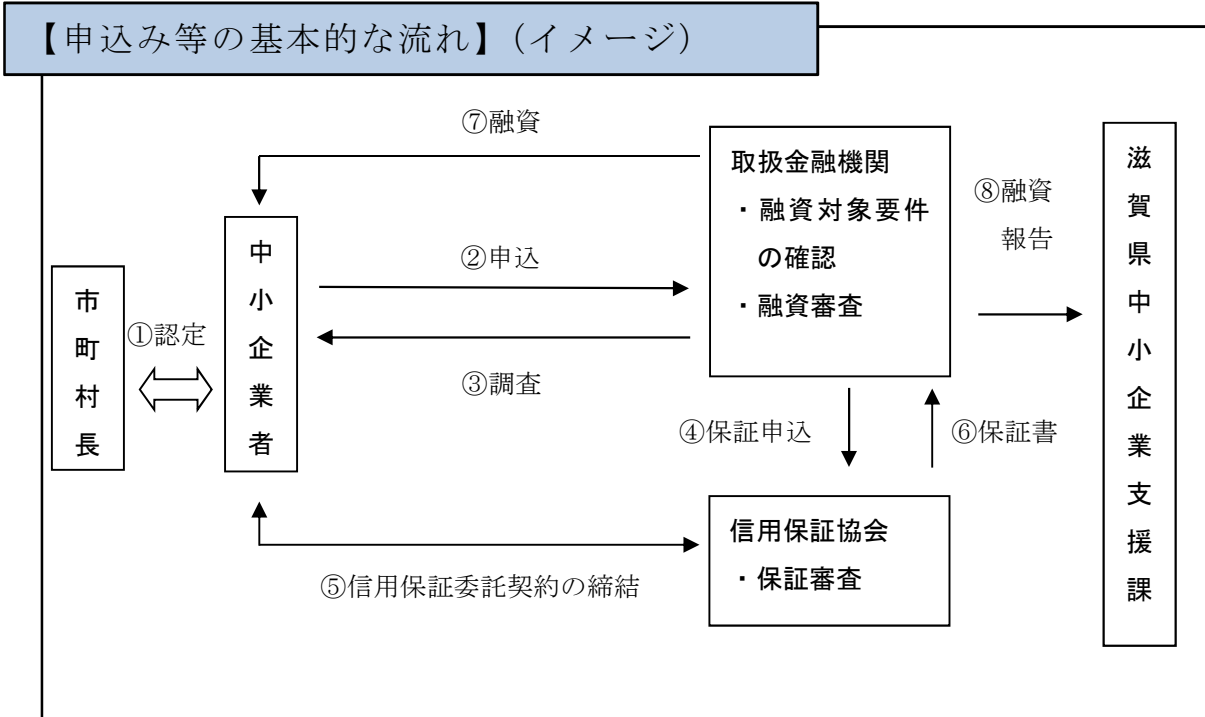 【申込み等の基本的な流れ】（イメージ）
⑦融資
取扱金融機関
・融資対象要件
の確認
・融資審査
⑧融資
報告
滋賀県中小企業支援課
中小企業者
②申込
市町村長
①認定
③調査
④保証申込
⑥保証書
信用保証協会
・保証審査
⑤信用保証委託契約の締結